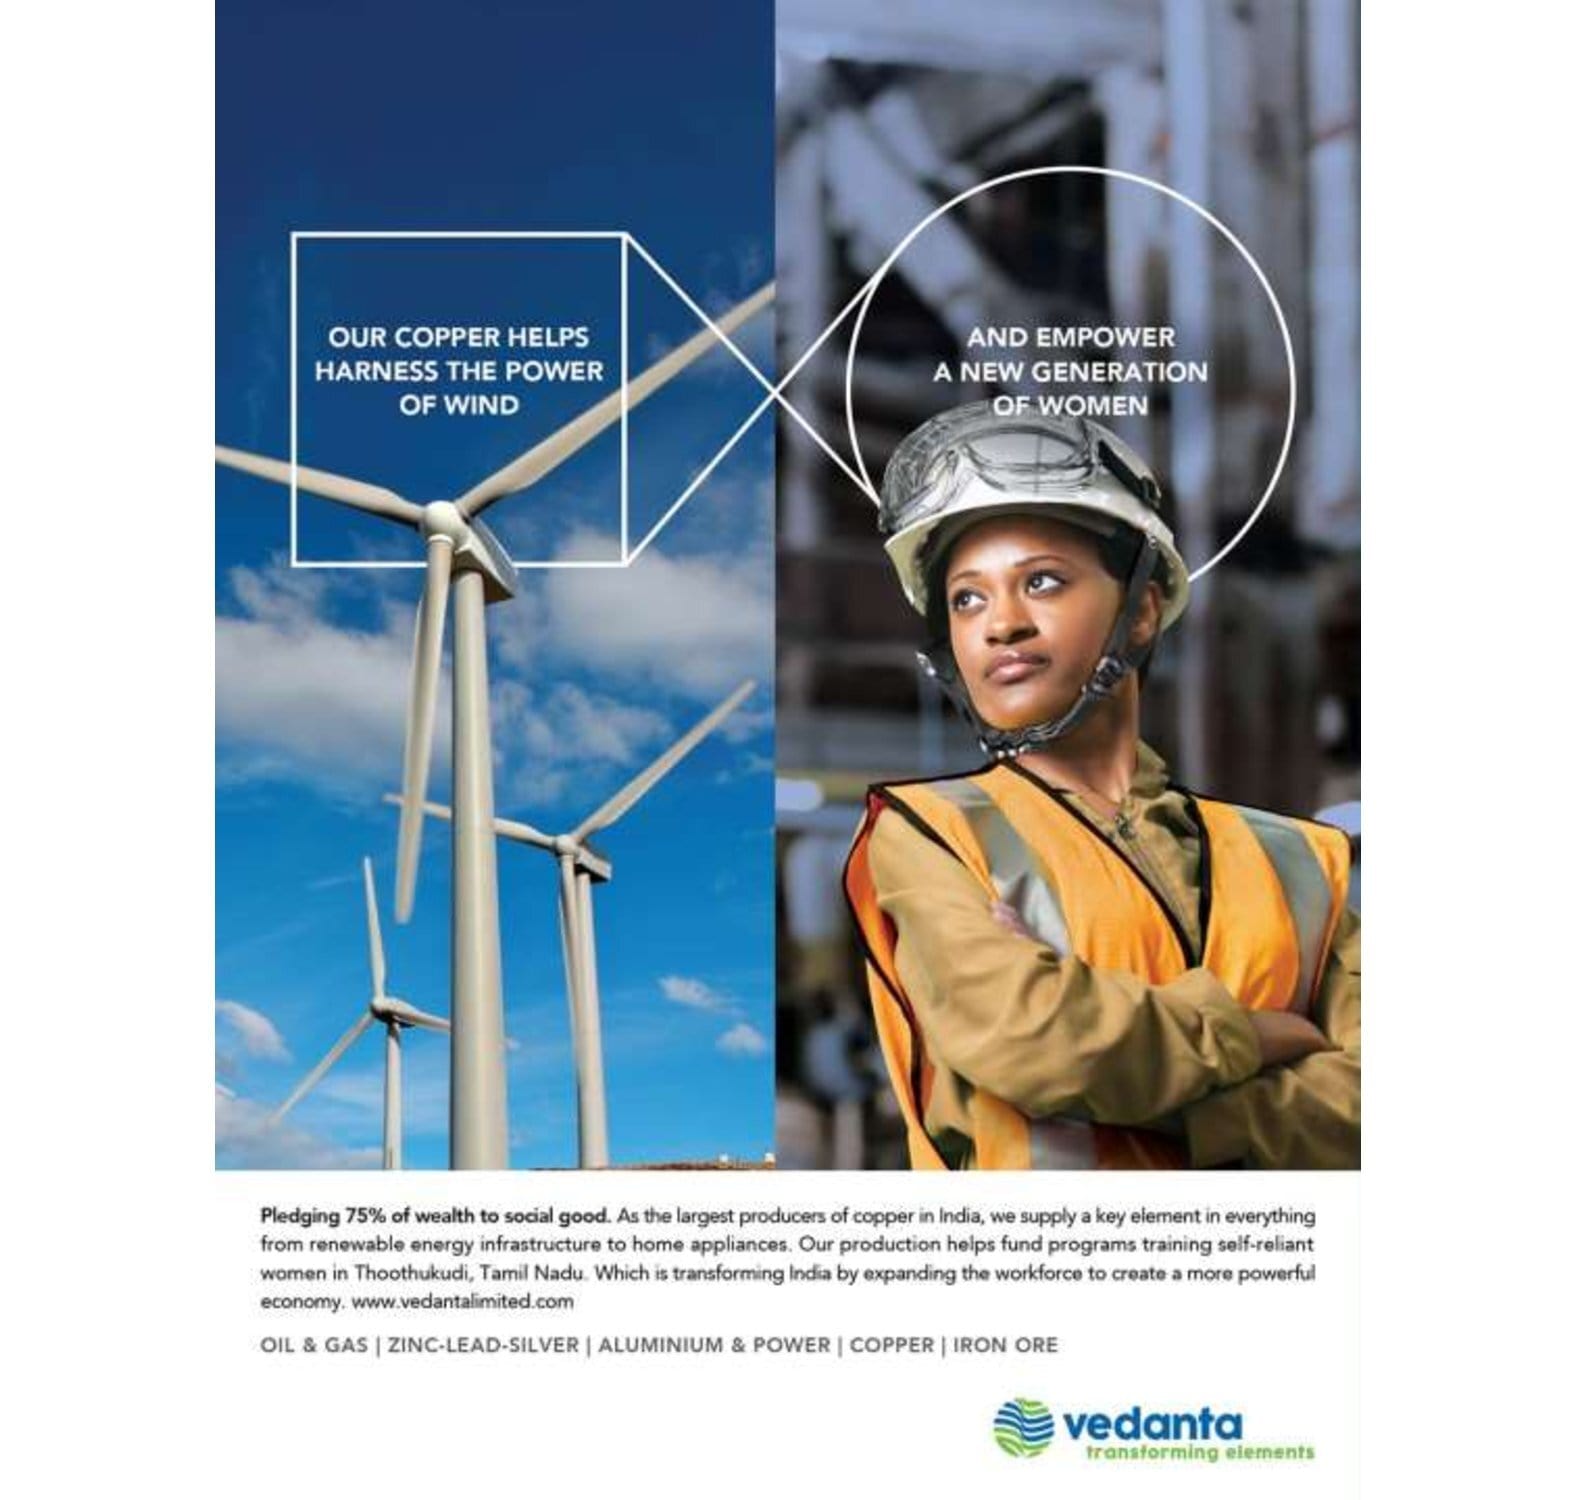 OUR COPPER HELPS
HARNESS THE POWER
OF WIND
AND EMPOWER
A NEW GENERATION
OF WOMEN
Pledging 75% of wealth to social good. As the largest producers of copper in India, we supply a key element in everything
from renewable energy infrastructure to home appliances. Our production helps fund programs training self-reliant
women in Thoothukudi, Tamil Nadu. Which is transforming India by expanding the workforce to create a more powerful
economy. www.vedantalimited.com
OIL & GAS | ZINC-LEAD-SILVER | ALUMINIUM & POWER | COPPER | IRON ORE
vedanta
transforming elements